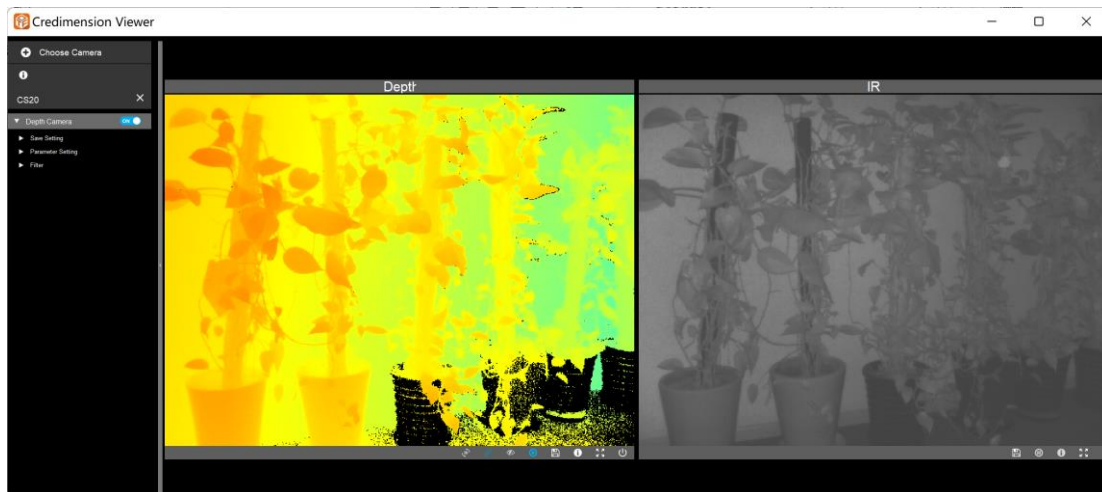 Credimension Viewer
Choose Camera
CS20
Depth Camera ON
Save Setting
Parameter Setting
Filter
Depth
IR